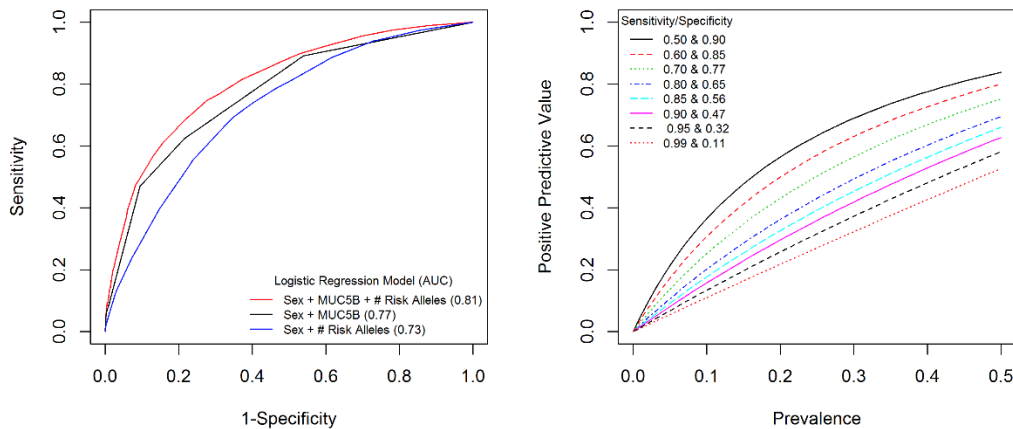 Sensitivity
1.0
0.8
0.6
0.4
0.2
0.0
Logistic Regression Model (AUC)
Sex + MUC5B + # Risk Alleles (0.81)
Sex + MUC5B (0.77)
Sex + # Risk Alleles (0.73)
0.0 0.2 0.4 0.6 0.8 1.0
1-Specificity
Positive Predictive Value
1.0
0.8
0.6
0.4
0.2
0.0
Sensitivity/Specificity
0.50 & 0.90
0.60 & 0.85
0.70 & 0.77
0.80 & 0.65
0.85 & 0.56
0.90 & 0.47
0.95 & 0.32
0.99 & 0.11
0.0 0.1 0.2 0.3 0.4 0.5
Prevalence